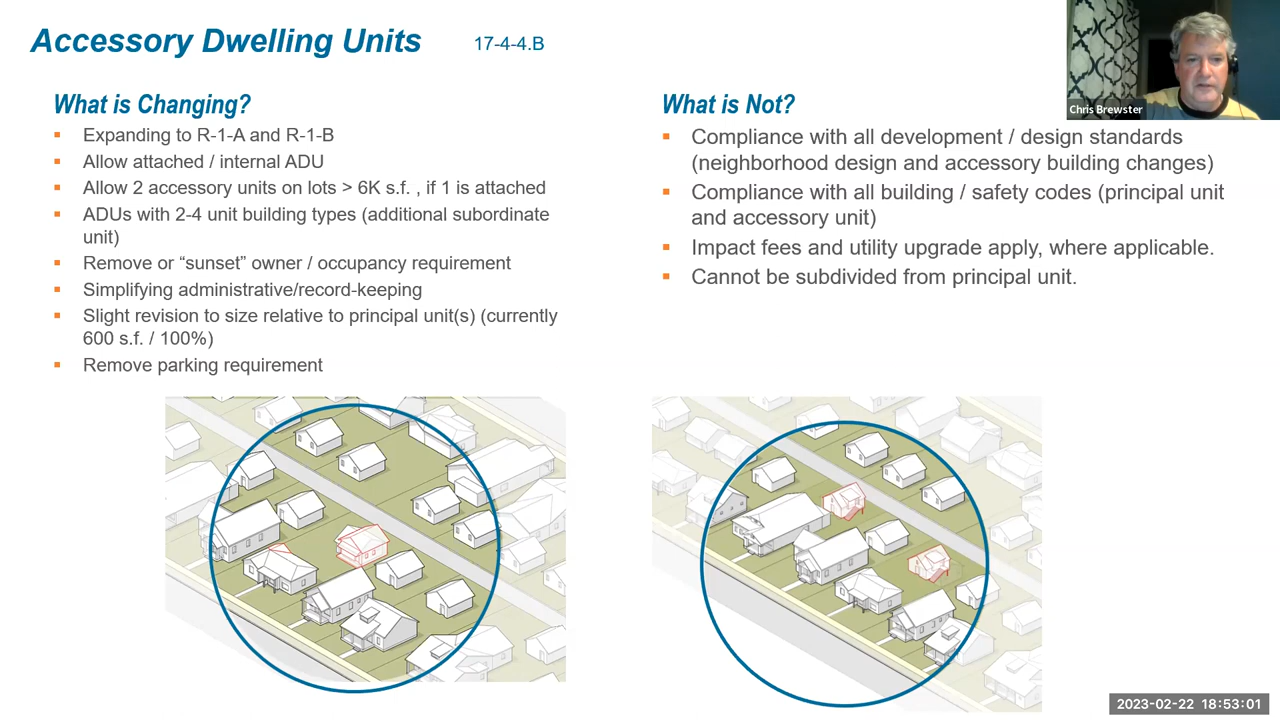 Accessory Dwelling Units
17-4-4.B
Chris Brewster
What is Changing?
Expanding to R-1-A and R-1-B
Allow attached / internal ADU
Allow 2 accessory units on lots > 6K s.f. , if 1 is attached
ADUs with 2-4 unit building types (additional subordinate
unit)
Remove or “sunset” owner / occupancy requirement
Simplifying administrative/record-keeping
Slight revision to size relative to principal unit(s) (currently
600 s.f. / 100%)
Remove parking requirement
What is Not?
Compliance with all development / design standards
(neighborhood design and accessory building changes)
Compliance with all building / safety codes (principal unit
and accessory unit)
Impact fees and utility upgrade apply, where applicable.
Cannot be subdivided from principal unit.
2023-02-22 18:53:01